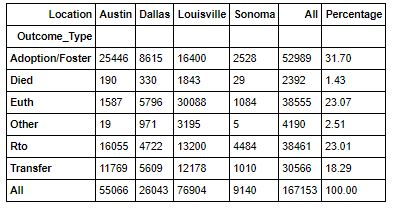 Location Austin Dallas Louisville Sonoma All Percentage
Outcome_Type
Adoption/Foster 25446 8615 16400 2528 52989 31.70
Died 190 330 1843 29 2392 1.43
Euth 1587 5796 30088 1084 38555 23.07
Other 19 971 3195 5 4190 2.51
Rto 16055 4722 13200 4484 38461 23.01
Transfer 11769 5609 12178 1010 30566 18.29
All 55066 26043 76904 9140 167153 100.00